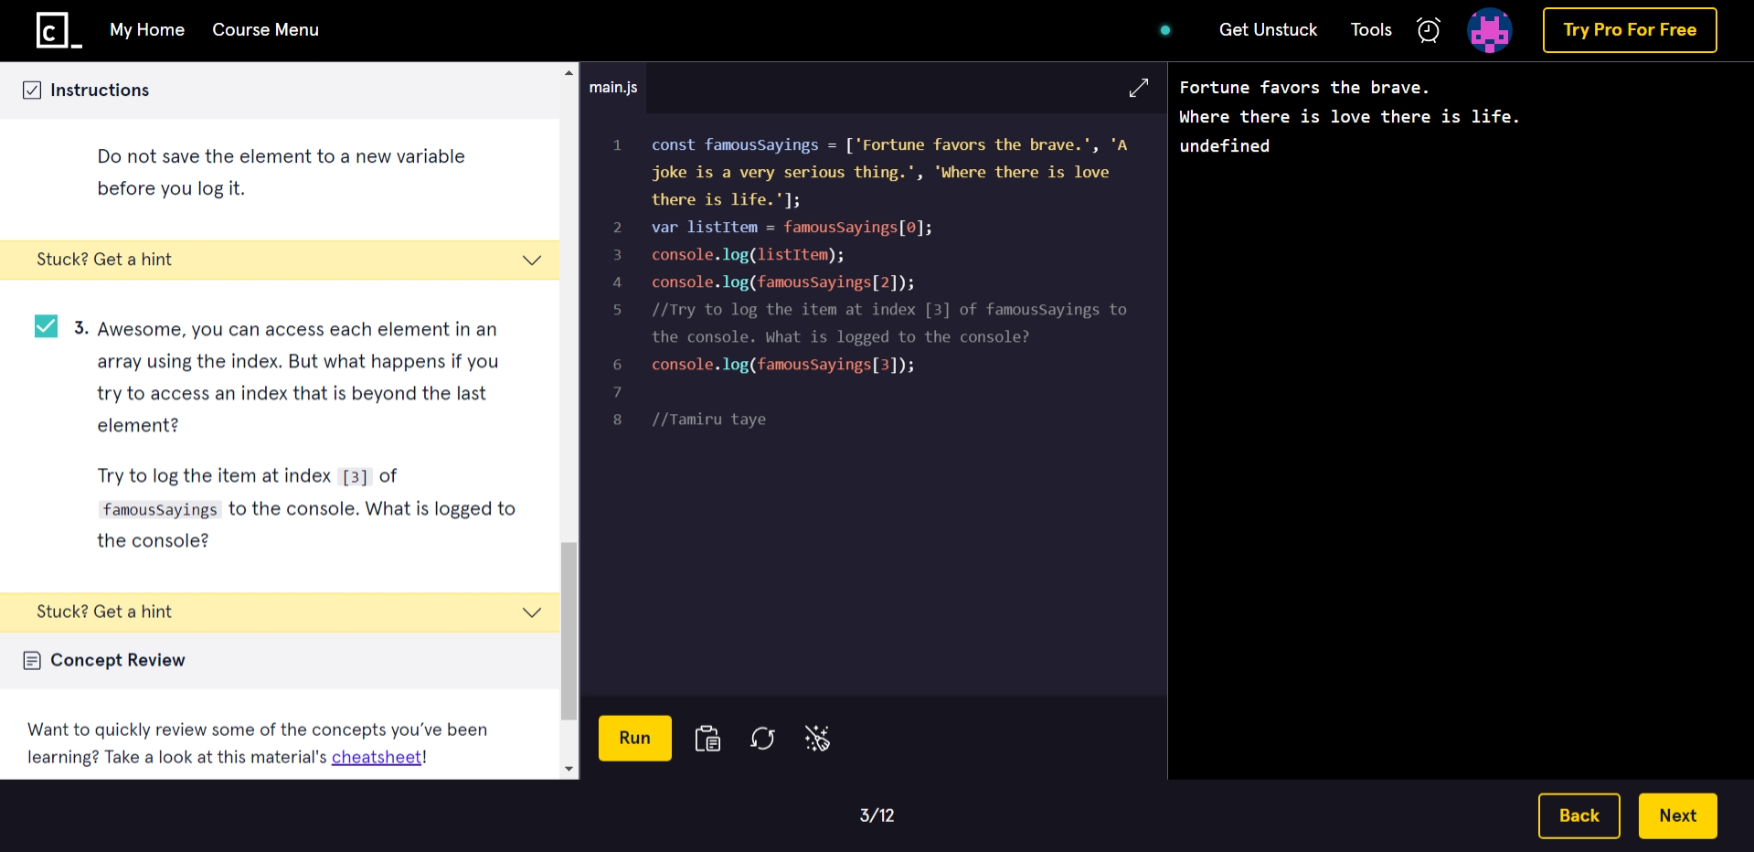 c_ My Home Course Menu Get Unstuck Tools Try Pro For Free
Instructions
Do not save the element to a new variable
before you log it.
Stuck? Get a hint
3. Awesome, you can access each element in an
array using the index. But what happens if you
try to access an index that is beyond the last
element?
Try to log the item at index [3] of
famousSayings to the console. What is logged to
the console?
Stuck? Get a hint
Concept Review
Want to quickly review some of the concepts you’ve been
learning? Take a look at this material's cheatsheet!
main.js
1 const famousSayings = ['Fortune favors the brave.', 'A
joke is a very serious thing.', 'Where there is love
there is life.'];
2 var listItem = famousSayings[0];
3 console.log(listItem);
4 console.log(famousSayings[2]);
5 //Try to log the item at index [3] of famousSayings to
the console. What is logged to the console?
6 console.log(famousSayings[3]);
7
8 //Tamiru taye
Run
Fortune favors the brave.
Where there is love there is life.
undefined
3/12
Back Next